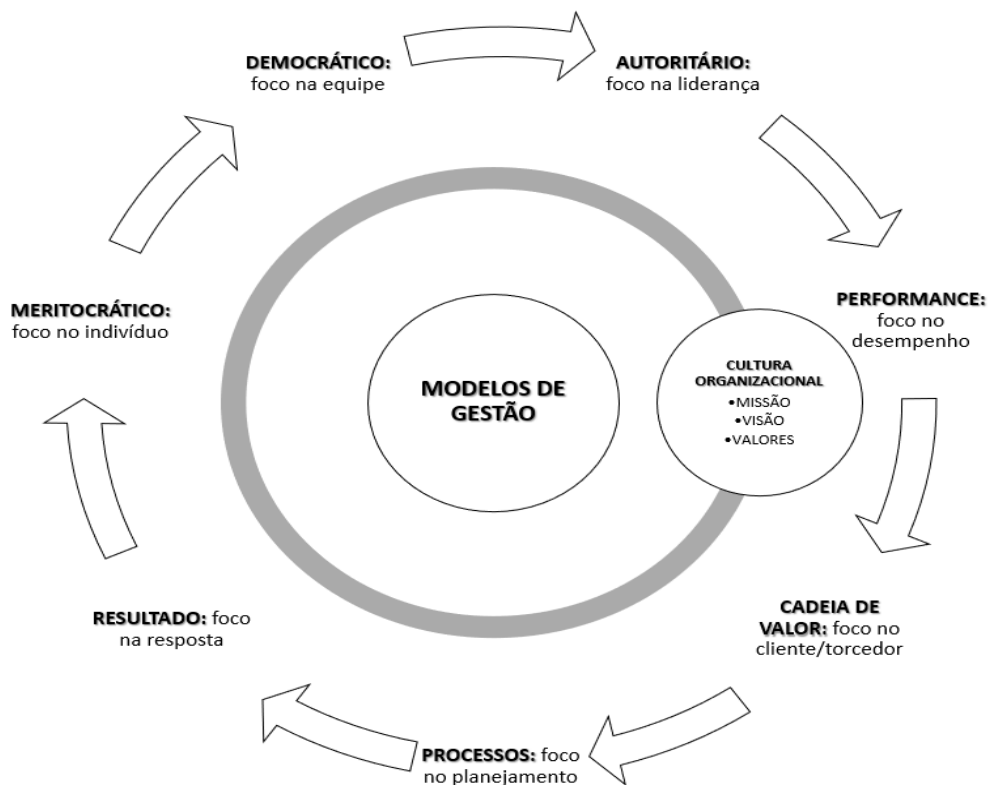 DEMOCRÁTICO:
foco na equipe
AUTORITÁRIO:
foco na liderança
PERFORMANCE:
foco no
desempenho
CADEIA DE
VALOR: foco no
cliente/torcedor
PROCESSOS: foco
no planejamento
RESULTADO: foco
na resposta
MERITOCRÁTICO:
foco no indivíduo
MODELOS DE
GESTÃO
CULTURA
ORGANIZACIONAL
•MISSÃO
•VISÃO
•VALORES